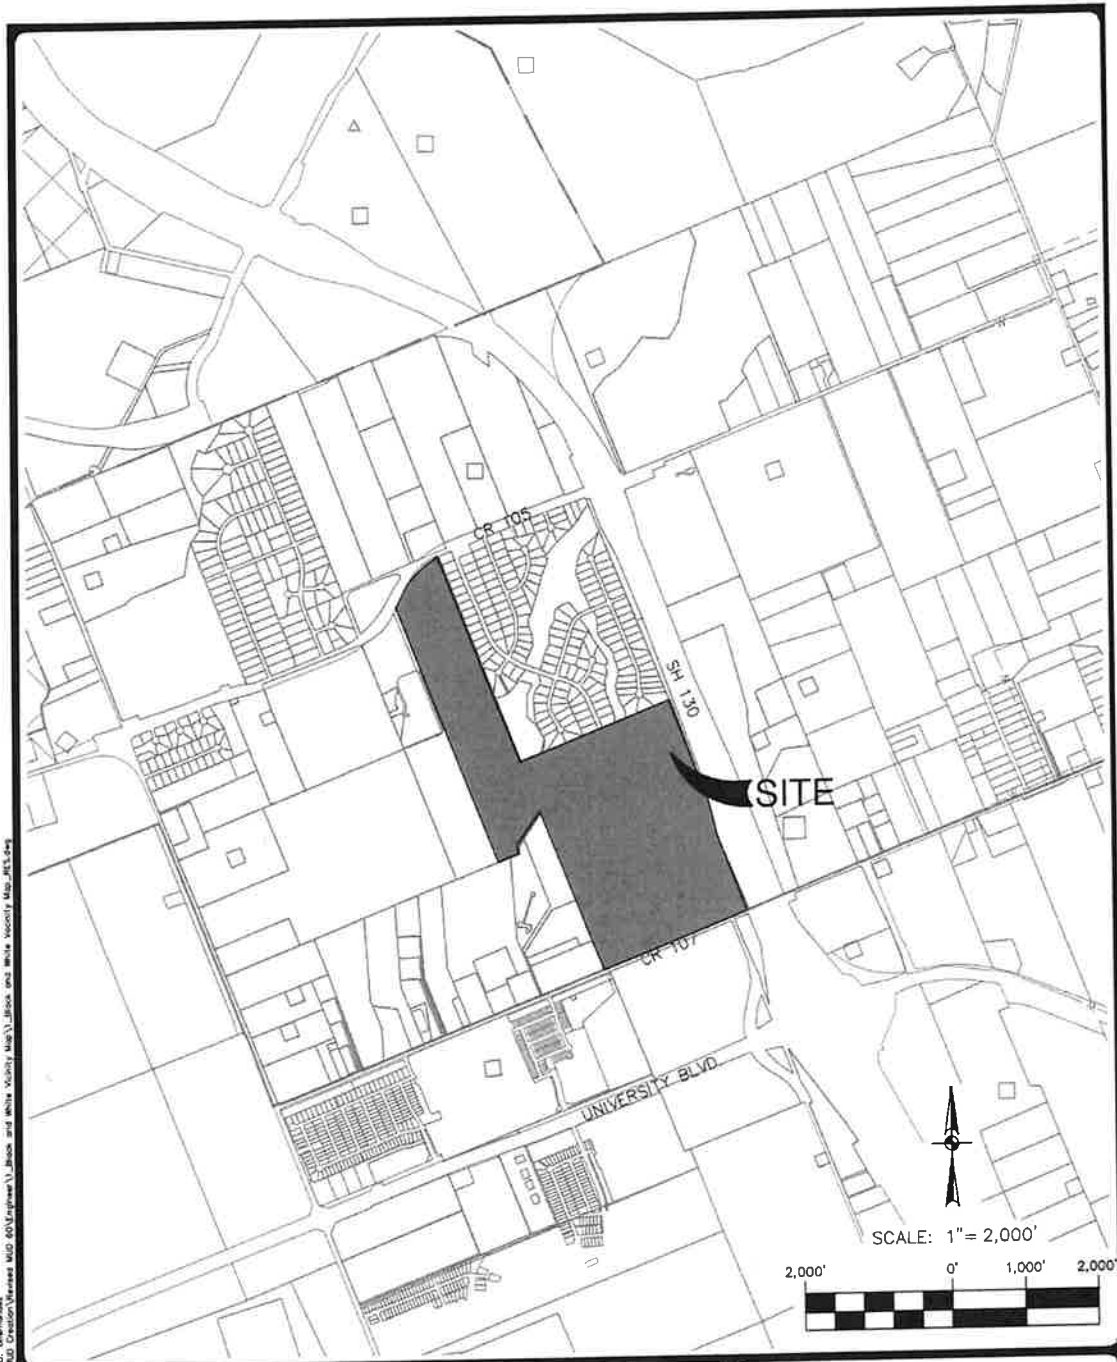 CR 105
SH 130
SITE
CR 107
UNIVERSITY BLVD.
SCALE: 1"= 2,000'
2,000' 0' 1,000' 2,000'